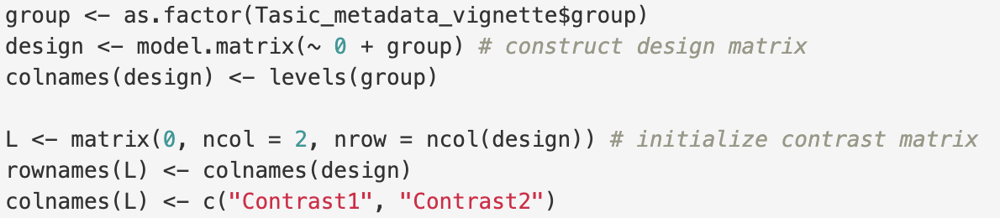 group <- as.factor(Tasic_metadata_vignette$group)
design <- model.matrix(~ 0 + group) # construct design matrix
colnames(design) <- levels(group)
L <- matrix(0, ncol = 2, nrow = ncol(design)) # initialize contrast matrix
rownames(L) <- colnames(design)
colnames(L) <- c("Contrast1", "Contrast2")